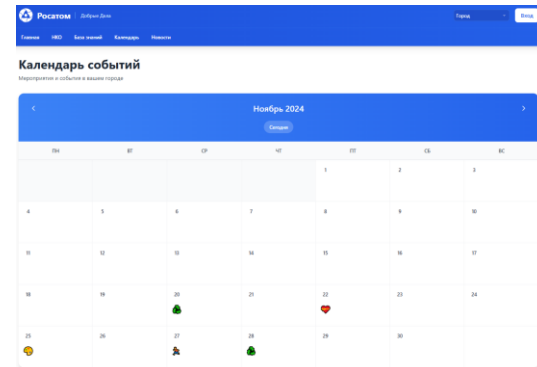 Росатом Добрые Дела Город Вход
Главная НКО База знаний Календарь Новости
Календарь событий
Мероприятия и события в вашем городе
Ноябрь 2024
Сегодня
ПН ВТ СР ЧТ ПТ СБ ВС
1 2 3
4 5 6 7 8 9 10
11 12 13 14 15 16 17
18 19 20 21 22 23 24
25 26 27 28 29 30